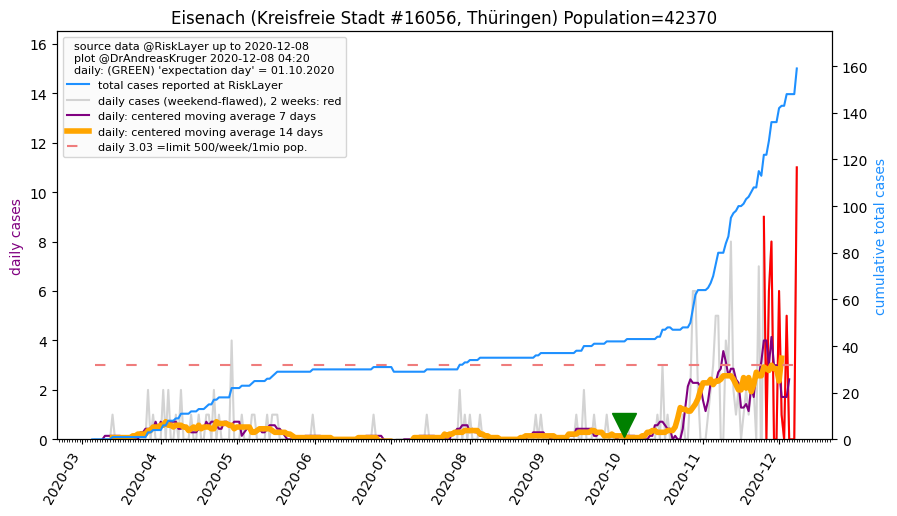 Eisenach (Kreisfreie Stadt #16056, Thüringen) Population=42370
source data @RiskLayer up to 2020-12-08
plot @DrAndreasKruger 2020-12-08 04:20
daily: (GREEN) 'expectation day' = 01.10.2020
total cases reported at RiskLayer
daily cases (weekend-flawed), 2 weeks: red
daily: centered moving average 7 days
daily: centered moving average 14 days
daily 3.03 =limit 500/week/1mio pop.
daily cases
16
14
12
10
8
6
4
2
0
cumulative total cases
160
140
120
100
80
60
40
20
0
2020-03
2020-04
2020-05
2020-06
2020-07
2020-08
2020-09
2020-10
2020-11
2020-12